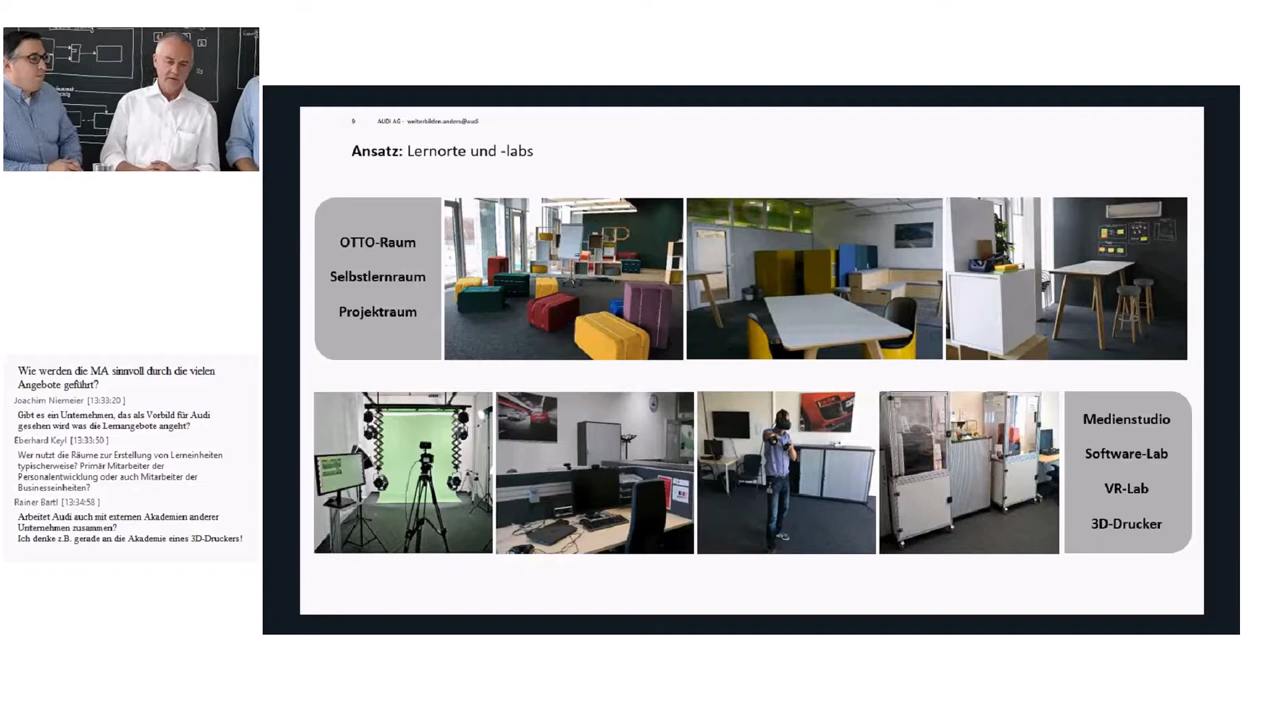 9 AUDI AG - weiterbilden.anders@audi
Ansatz: Lernorte und -labs
OTTO-Raum
Selbstlernraum
Projektraum
Medienstudio
Software-Lab
VR-Lab
3D-Drucker
Wie werden die MA sinnvoll durch die vielen
Angebote geführt?
Joachim Niemeier [13:33:20 ]
Gibt es ein Unternehmen, das als Vorbild für Audi
gesehen wird was die Lernangebote angeht?
Eberhard Keyl [13:33:50 ]
Wer nutzt die Räume zur Erstellung von Lerneinheiten
typischerweise? Primär Mitarbeiter der
Personalentwicklung oder auch Mitarbeiter der
Businesseinheiten?
Rainer Bartl [13:34:58 ]
Arbeitet Audi auch mit externen Akademien anderer
Unternehmen zusammen?
Ich denke z.B. gerade an die Akademie eines 3D-Druckers!